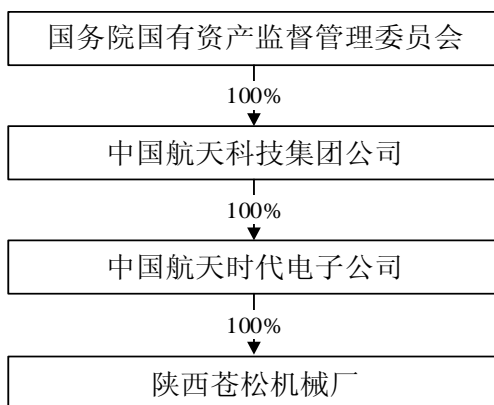 国务院国有资产监督管理委员会
100%
中国航天科技集团公司
100%
中国航天时代电子公司
100%
陕西苍松机械厂